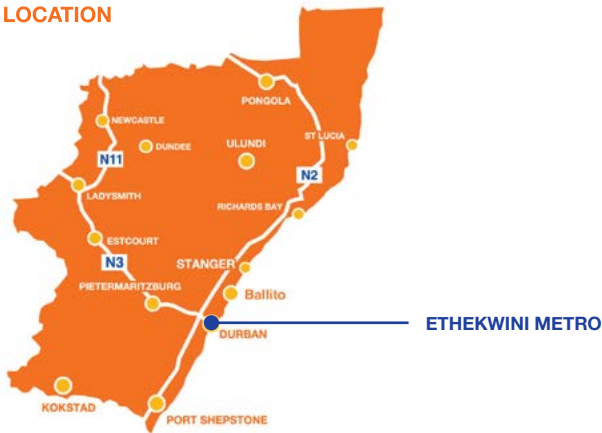 LOCATION
PONGOLA
NEWCASTLE
DUNDEE
ULUNDI
ST LUCIA
N11
N2
LADYSMITH
RICHARDS BAY
ESTCOURT
N3
STANGER
PIETERMARITZBURG
Ballito
DURBAN
ETHEKWINI METRO
KOKSTAD
PORT SHEPSTONE